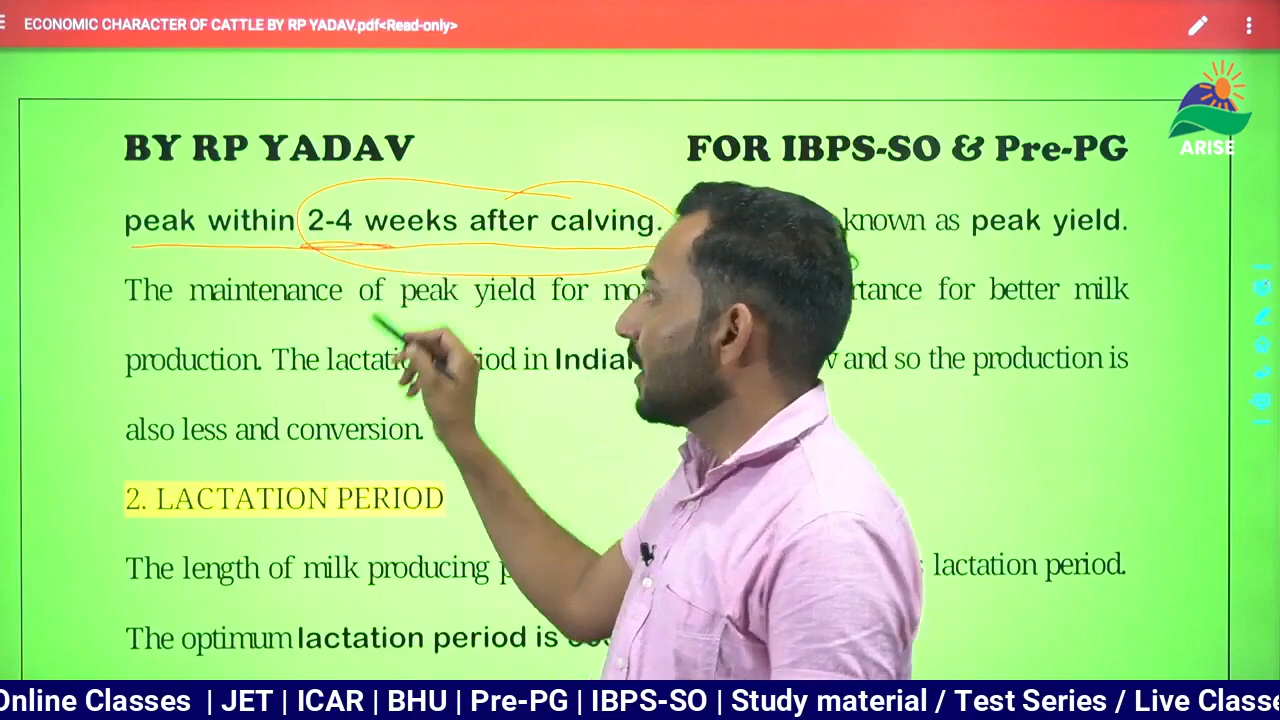 ECONOMIC CHARACTER OF CATTLE BY RP YADAV.pdf<Read-only>
ARISE
BY RP YADAV FOR IBPS-SO & Pre-PG
peak within 2-4 weeks after calving. known as peak yield.
The maintenance of peak yield for for better milk
production. The in and so the production is
also less and conversion.
2. LACTATION PERIOD
The length of milk producing lactation period.
The optimum lactation period is
Online Classes | JET | ICAR | BHU | Pre-PG | IBPS-SO | Study material / Test Series / Live Classe